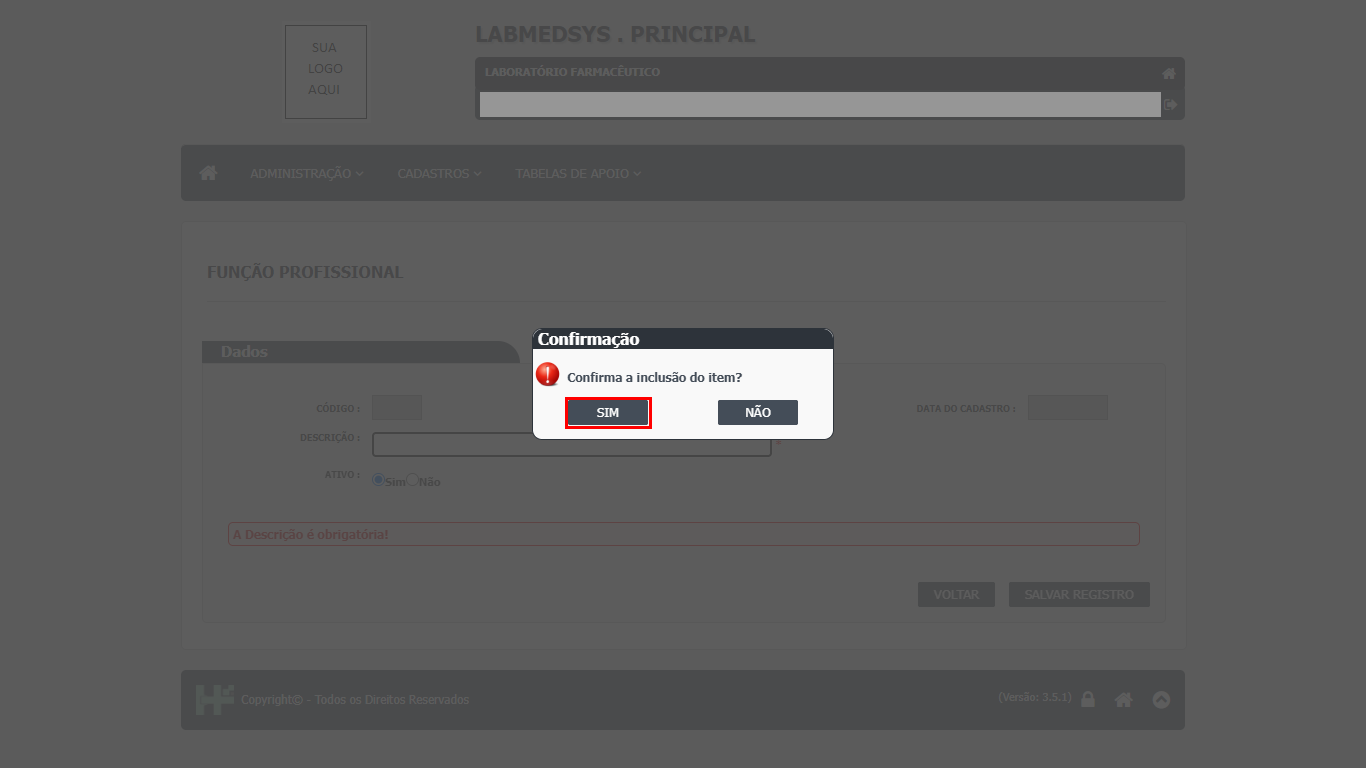 SUA
LOGO
AQUI
LABMEDSYS . PRINCIPAL
LABORATÓRIO FARMACÊUTICO
ADMINISTRAÇÃO CADASTROS TABELAS DE APOIO
FUNÇÃO PROFISSIONAL
Dados
Confirmação
Confirma a inclusão do item?
SIM NÃO
CÓDIGO : DATA DO CADASTRO :
DESCRIÇÃO : *
ATIVO : Sim Não
A Descrição é obrigatória!
VOLTAR SALVAR REGISTRO
Copyright© - Todos os Direitos Reservados (Versão: 3.5.1)